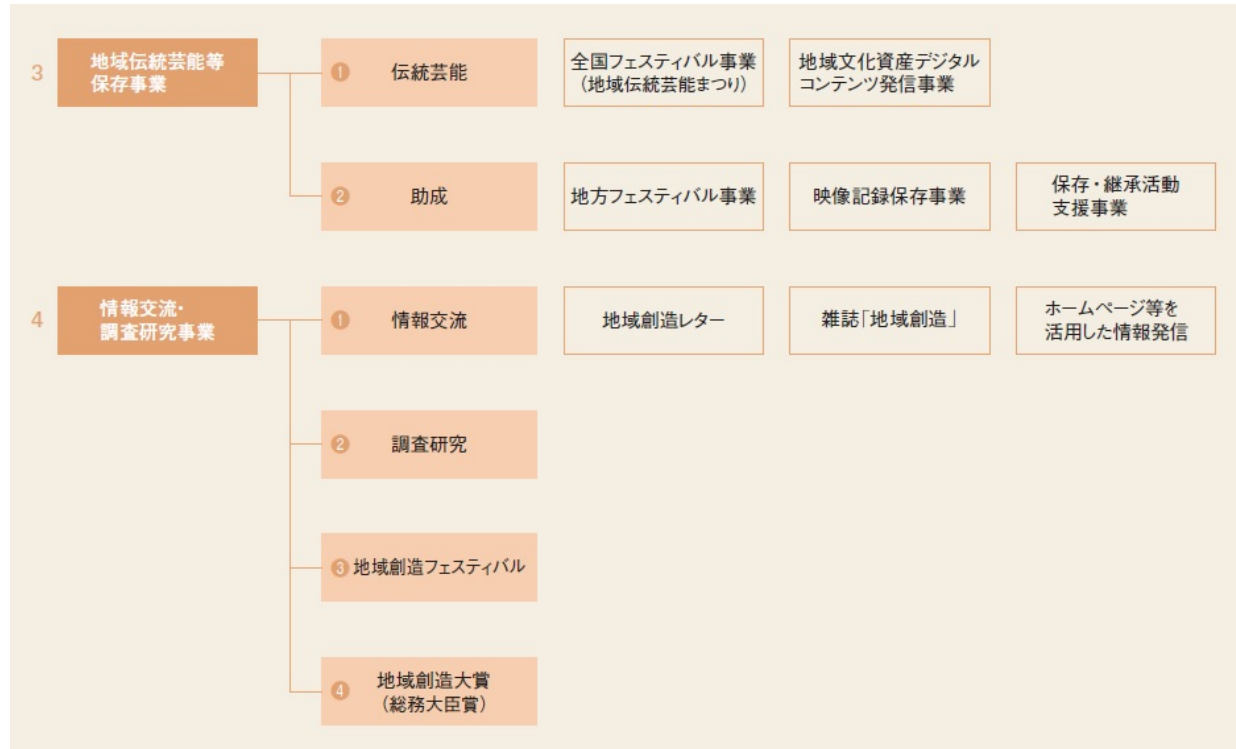 3
地域伝統芸能等
保存事業
❶ 伝統芸能
全国フェスティバル事業
(地域伝統芸能まつり)
地域文化資産デジタル
コンテンツ発信事業
❷ 助成
地方フェスティバル事業
映像記録保存事業
保存・継承活動
支援事業
4
情報交流・
調査研究事業
❶ 情報交流
地域創造レター
雑誌「地域創造」
ホームページ等を
活用した情報発信
❷ 調査研究
❸ 地域創造フェスティバル
❹ 地域創造大賞
(総務大臣賞)